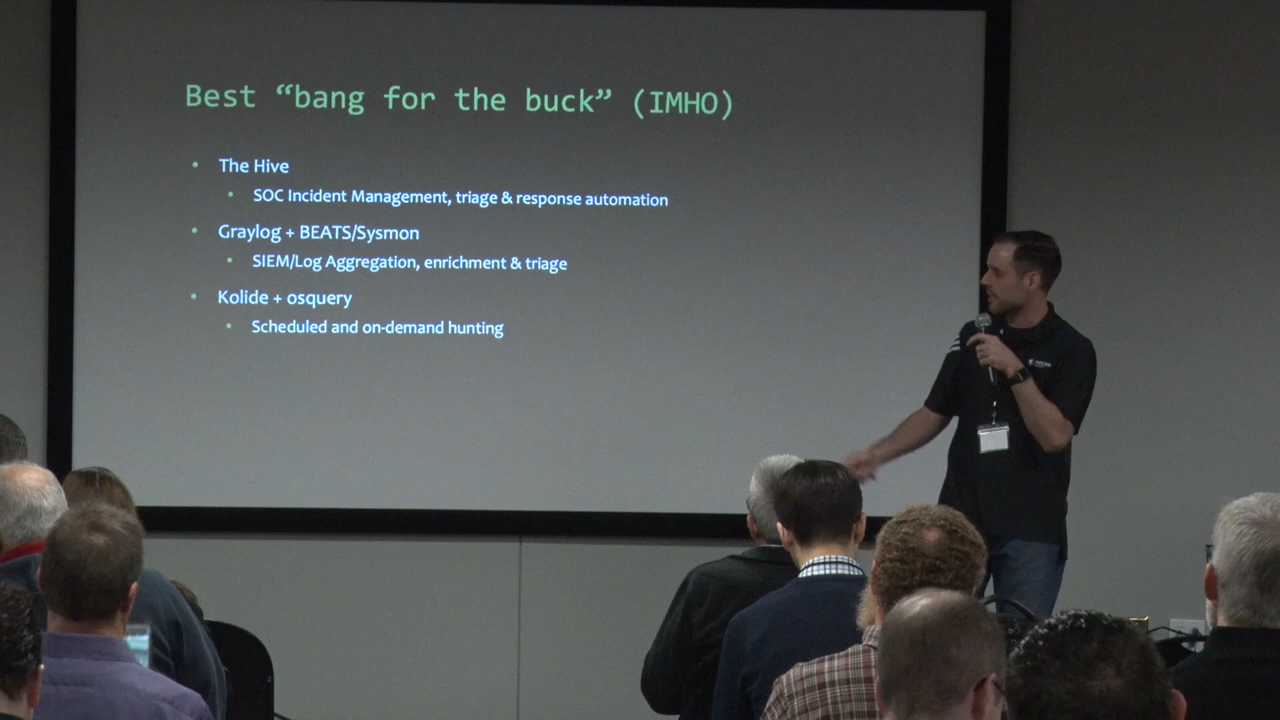 Best “bang for the buck” (IMHO)
• The Hive
• SOC Incident Management, triage & response automation
• Graylog + BEATS/Sysmon
• SIEM/Log Aggregation, enrichment & triage
• Kolide + osquery
• Scheduled and on-demand hunting